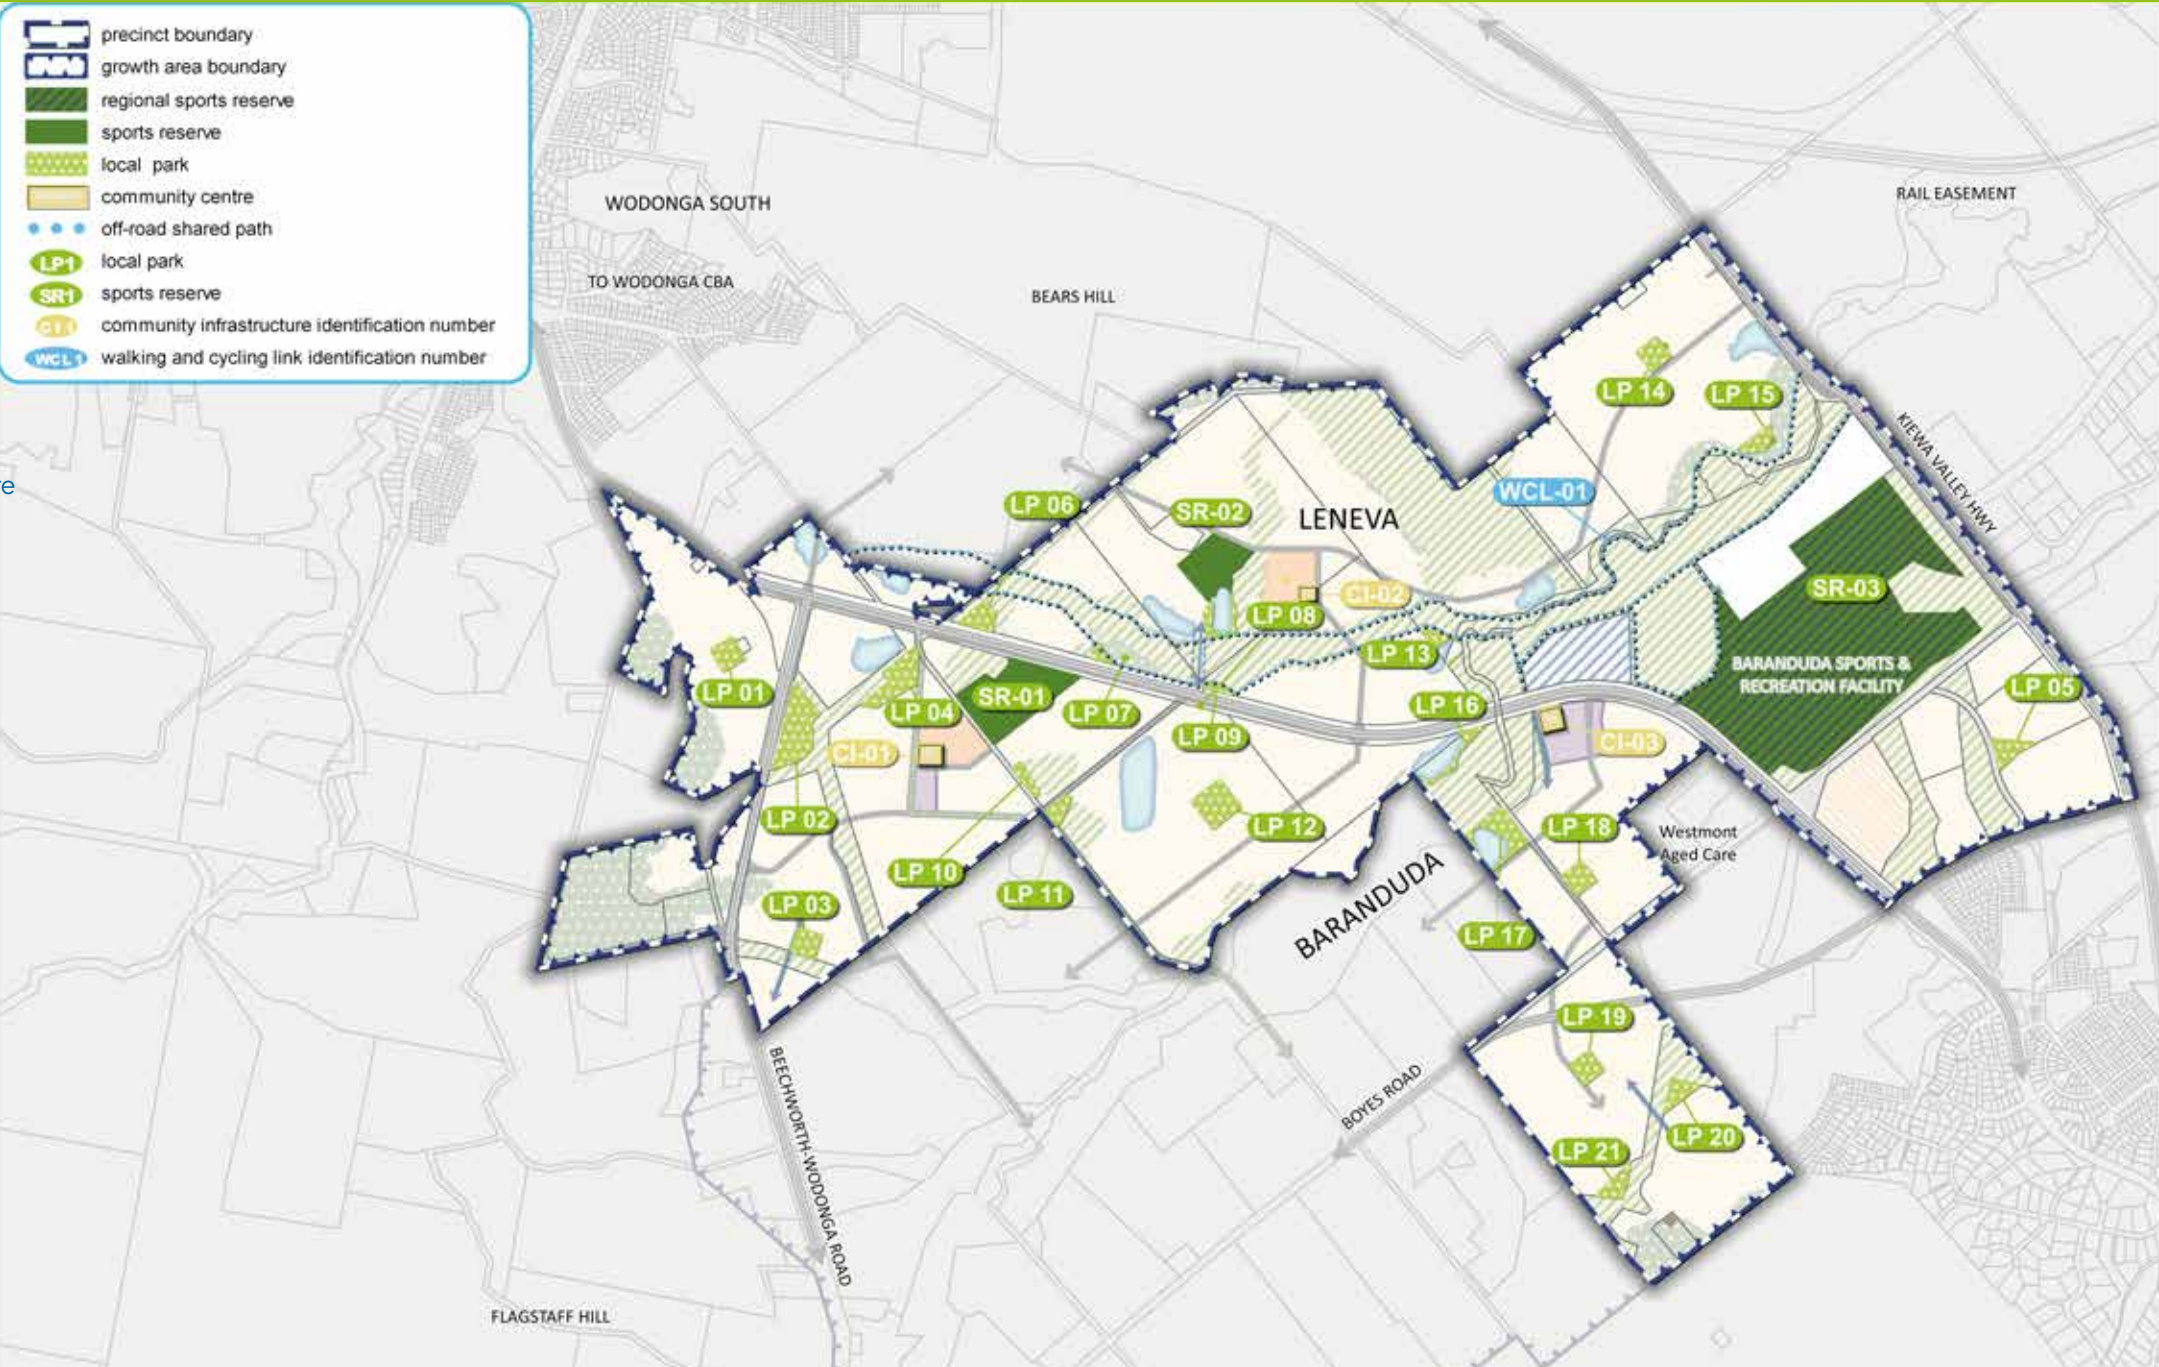 precinct boundary
growth area boundary
regional sports reserve
sports reserve
local park
community centre
off-road shared path
LP1 local park
SR1 sports reserve
community infrastructure identification number
WCL 1 walking and cycling link identification number
WODONGA SOUTH
RAIL EASEMENT
TO WODONGA CBA
BEARS HILL
LP 14
LP 15
KIEWA VALLEY HWY
LP 06
SR-02
LENEVA
WCL-01
CI-02
LP 08
SR-03
LP 13
BARANDUDA SPORTS &
RECREATION FACILITY
LP 01
SR-01
LP 04
LP 07
LP 09
LP 16
LP 05
CI-01
CI-03
LP 02
LP 12
LP 18
Westmont
Aged Care
LP 10
LP 11
BARANDUDA
LP 03
LP 17
LP 19
BOYES ROAD
LP 20
LP 21
BEECHWORTH-WODONGA ROAD
FLAGSTAFF HILL